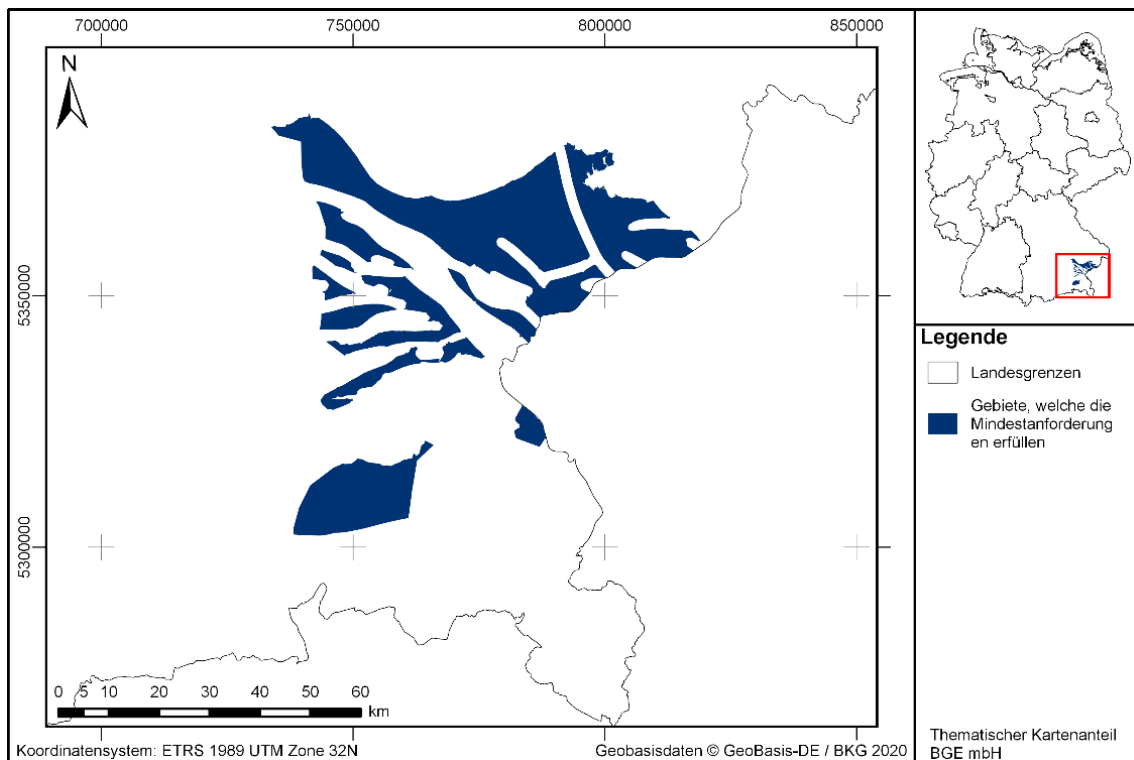 700000
750000
800000
850000
N
5350000
5300000
0 5 10 20 30 40 50 60
km
Koordinatensystem: ETRS 1989 UTM Zone 32N
Geobasisdaten © GeoBasis-DE / BKG 2020
Legende
Landesgrenzen
Gebiete, welche die
Mindestanforderung
en erfüllen
Thematischer Kartenanteil
BGE mbH